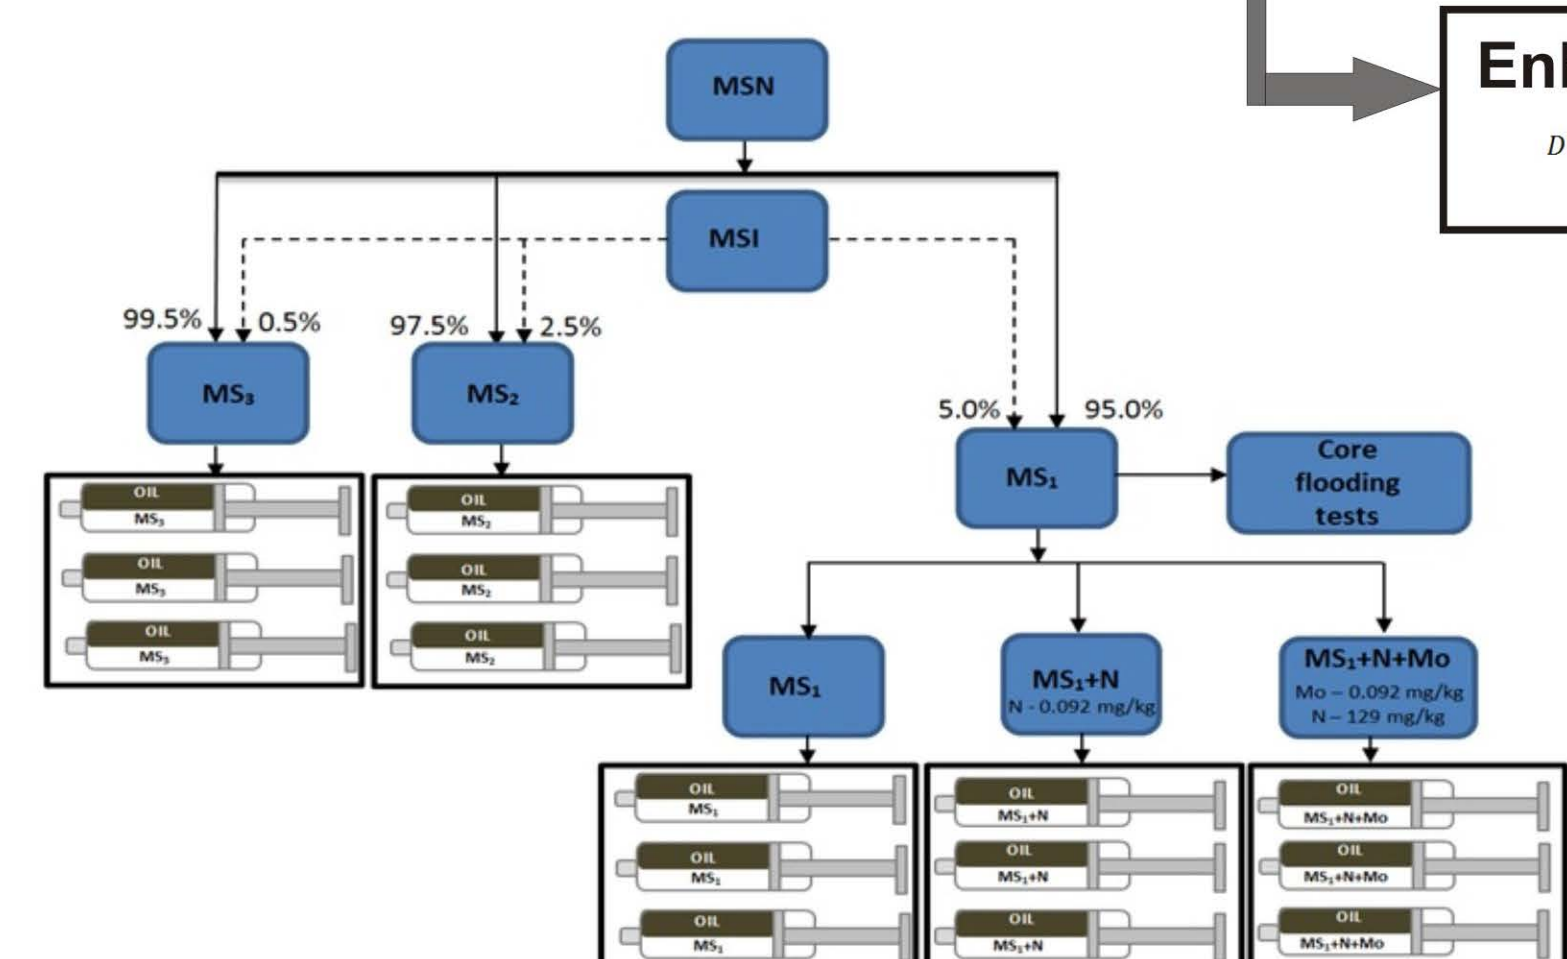 MSN
Enl
D
MSI
99.5%
0.5%
97.5%
2.5%
MS₃
MS₂
5.0%
95.0%
MS₁
Core
flooding
tests
OIL
MS₃
OIL
MS₃
OIL
MS₃
OIL
MS₂
OIL
MS₂
OIL
MS₂
MS₁
MS₁+N
N - 0.092 mg/kg
MS₁+N+Mo
Mo – 0.092 mg/kg
N – 129 mg/kg
OIL
MS₁
OIL
MS₁
OIL
MS₁
OIL
MS₁+N
OIL
MS₁+N
OIL
MS₁+N
OIL
MS₁+N+Mo
OIL
MS₁+N+Mo
OIL
MS₁+N+Mo